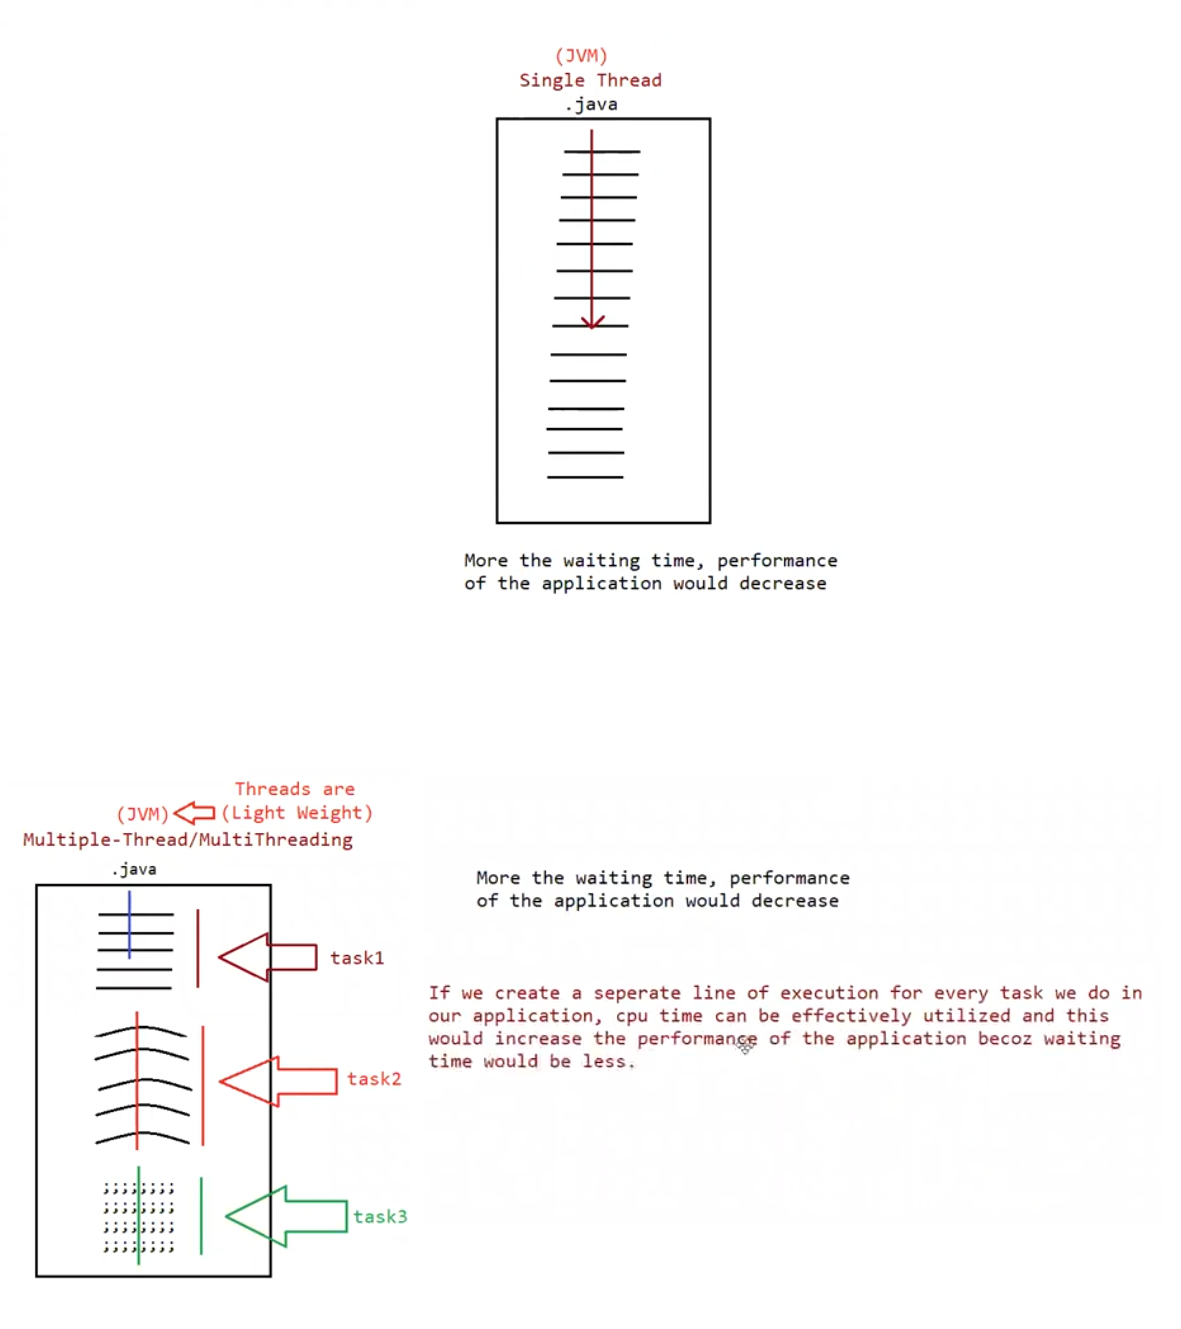 (JVM)
Single Thread
.java
More the waiting time, performance
of the application would decrease
Threads are
(JVM) (Light Weight)
Multiple-Thread/MultiThreading
.java
More the waiting time, performance
of the application would decrease
task1
If we create a seperate line of execution for every task we do in
our application, cpu time can be effectively utilized and this
would increase the performance of the application becoz waiting
time would be less.
task2
;;;;;;;;
;;;;;;;;
;;;;;;;;
;;;;;;;;
task3